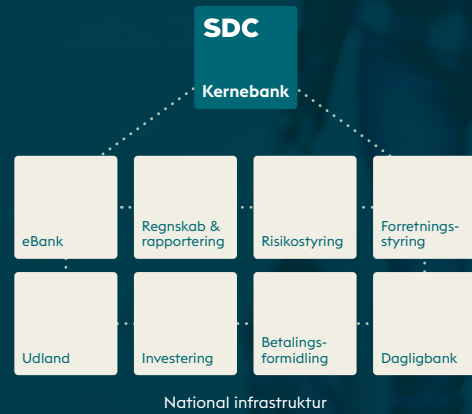 SDC
Kernebank
eBank
Regnskab &
rapportering
Risikostyring
Forretnings-
styring
Udland
Investering
Betalings-
formidling
Dagligbank
National infrastruktur